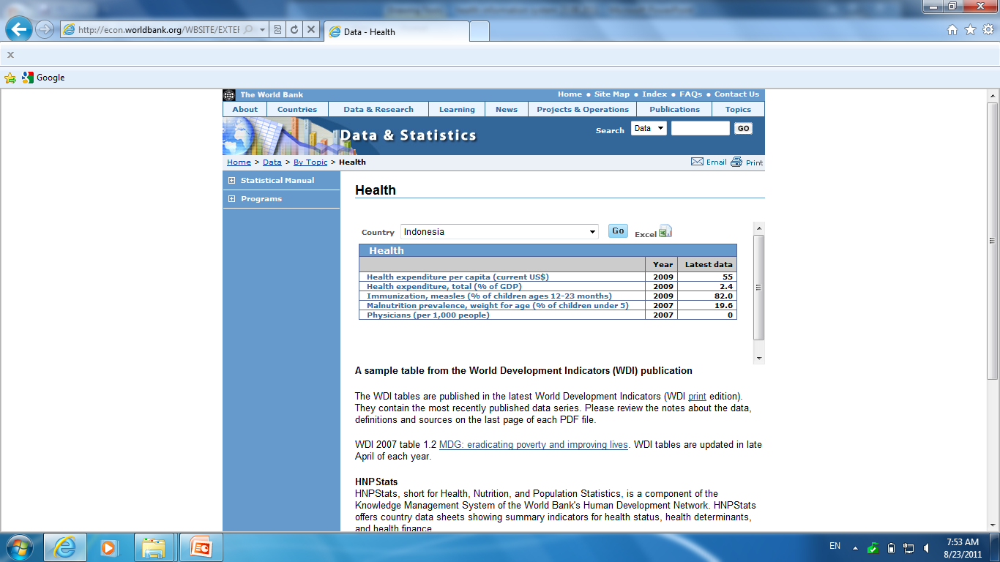 http://econ.worldbank.org/WBSITE/EXTER
Data - Health
x
Google
The World Bank
Home • Site Map • Index • FAQs • Contact Us
About Countries Data & Research Learning News Projects & Operations Publications Topics
Data & Statistics
Search Data GO
Home > Data > By Topic > Health
Email Print
Statistical Manual
Programs
Health
Country Indonesia Go Excel
Health
Year Latest data
Health expenditure per capita (current US$) 2009 55
Health expenditure, total (% of GDP) 2009 2.4
Immunization, measles (% of children ages 12-23 months) 2009 82.0
Malnutrition prevalence, weight for age (% of children under 5) 2007 19.6
Physicians (per 1,000 people) 2007 0
A sample table from the World Development Indicators (WDI) publication
The WDI tables are published in the latest World Development Indicators (WDI print edition).
They contain the most recently published data series. Please review the notes about the data,
definitions and sources on the last page of each PDF file.
WDI 2007 table 1.2 MDG: eradicating poverty and improving lives. WDI tables are updated in late
April of each year.
HNPStats
HNPStats, short for Health, Nutrition, and Population Statistics, is a component of the
Knowledge Management System of the World Bank's Human Development Network. HNPStats
offers country data sheets showing summary indicators for health status, health determinants,
and health finance
EN
7:53 AM
8/23/2011